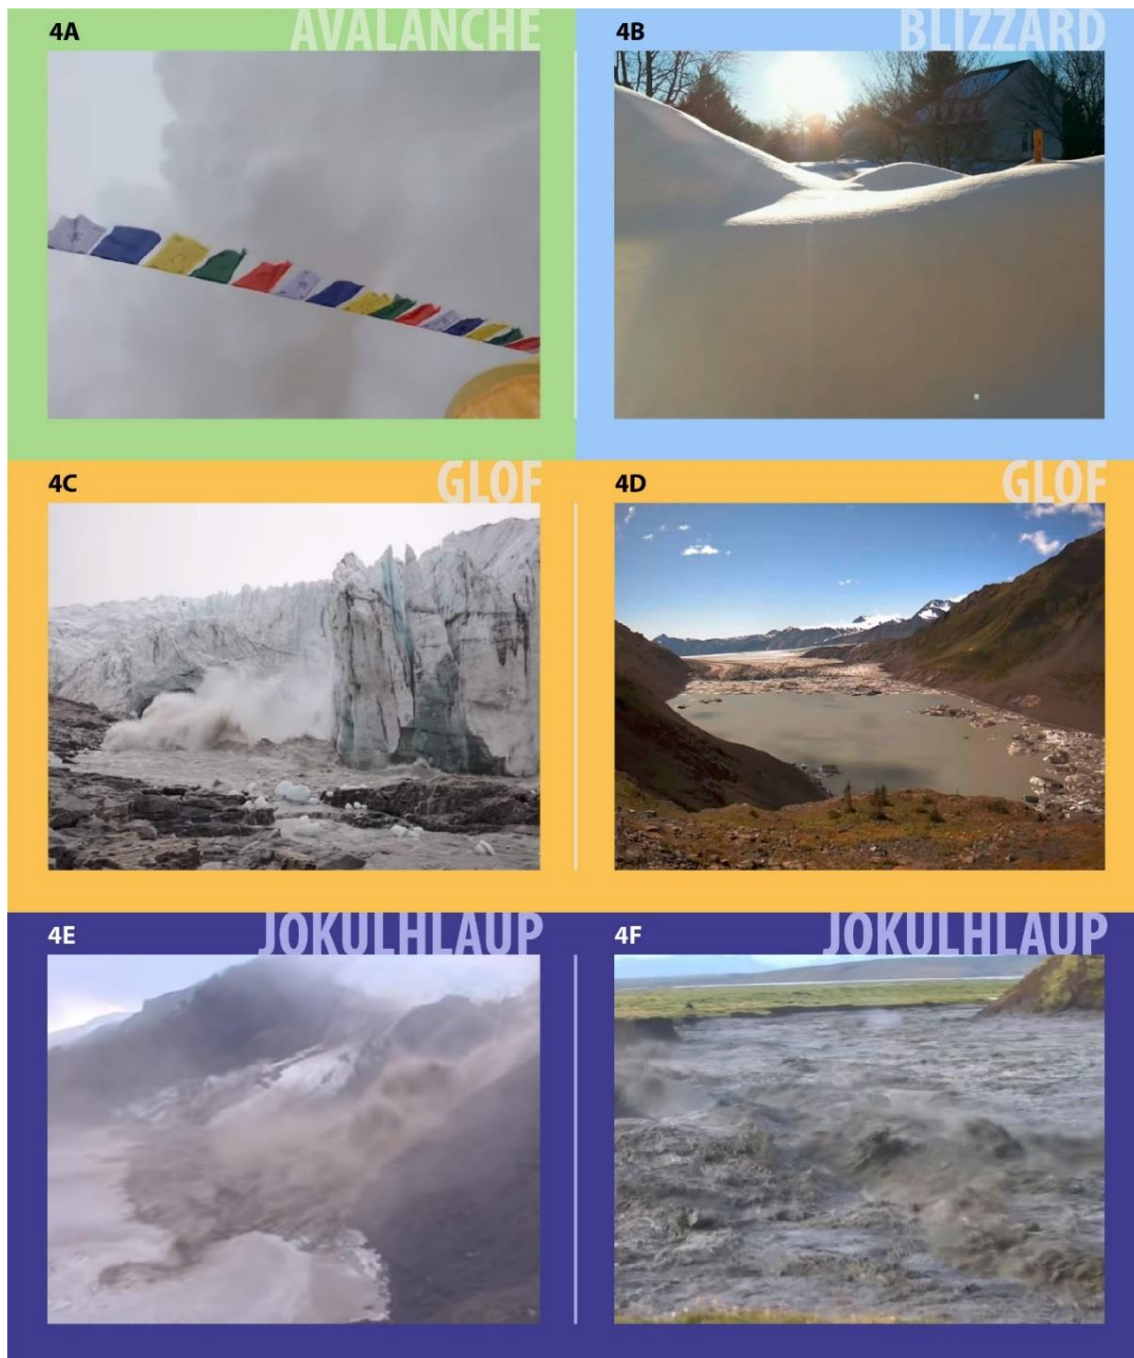 4A AVALANCHE
4B BLIZZARD
4C GLOF
4D GLOF
4E JOKULHLAUP
4F JOKULHLAUP